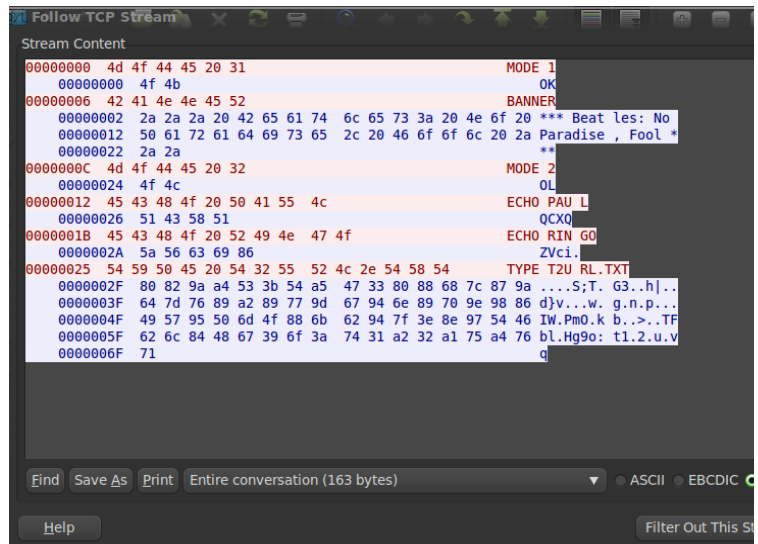 Follow TCP Stream
Stream Content
00000000 4d 4f 44 45 20 31 MODE 1
00000000 4f 4b OK
00000006 42 41 4e 4e 45 52 BANNER
00000002 2a 2a 2a 20 42 65 61 74 6c 65 73 3a 20 4e 6f 20 *** Beat les: No
00000012 50 61 72 61 64 69 73 65 2c 20 46 6f 6f 6c 20 2a Paradise , Fool *
00000022 2a 2a **
0000000C 4d 4f 44 45 20 32 MODE 2
00000024 4f 4c OL
00000012 45 43 48 4f 20 50 41 55 4c ECHO PAU L
00000026 51 43 58 51 QCXQ
0000001B 45 43 48 4f 20 52 49 4e 47 4f ECHO RIN GO
0000002A 5a 56 63 69 86 ZVci.
00000025 54 59 50 45 20 54 32 55 52 4c 2e 54 58 54 TYPE T2U RL.TXT
0000002F 80 82 9a a4 53 3b 54 a5 47 33 80 88 68 7c 87 9a ....S;T. G3..h|..
0000003F 64 7d 76 89 a2 89 77 9d 67 94 6e 89 70 9e 98 86 d}v...w. g.n.p...
0000004F 49 57 95 50 6d 4f 88 6b 62 94 7f 3e 8e 97 54 46 IW.PmO.k b..>..TF
0000005F 62 6c 84 48 67 39 6f 3a 74 31 a2 32 a1 75 a4 76 bl.Hg9o: t1.2.u.v
0000006F 71 q
Find Save As Print Entire conversation (163 bytes) ASCII EBCDIC
Help Filter Out This St